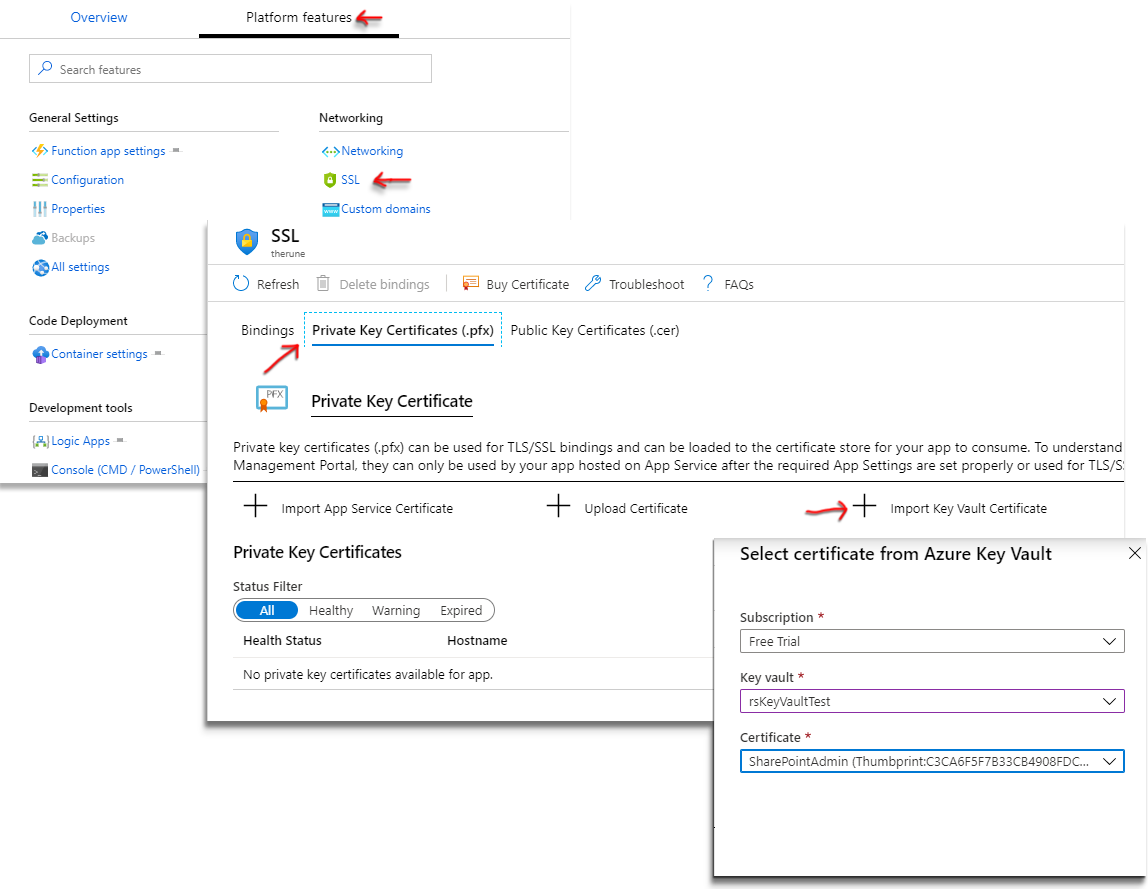 Overview
Platform features
Search features
General Settings
Networking
Function app settings
Networking
Configuration
SSL
Properties
Custom domains
Backups
All settings
Code Deployment
Container settings
Development tools
Logic Apps
Console (CMD / PowerShell)
SSL
therune
Refresh
Delete bindings
Buy Certificate
Troubleshoot
? FAQs
Bindings
Private Key Certificates (.pfx)
Public Key Certificates (.cer)
PFX
Private Key Certificate
Private key certificates (.pfx) can be used for TLS/SSL bindings and can be loaded to the certificate store for your app to consume. To understand
Management Portal, they can only be used by your app hosted on App Service after the required App Settings are set properly or used for TLS/S
Import App Service Certificate
Upload Certificate
Import Key Vault Certificate
Private Key Certificates
Status Filter
All
Healthy
Warning
Expired
Health Status
Hostname
No private key certificates available for app.
Select certificate from Azure Key Vault
Subscription *
Free Trial
Key vault *
rsKeyVaultTest
Certificate *
SharePointAdmin (Thumbprint:C3CA6F5F7B33CB4908FDC...